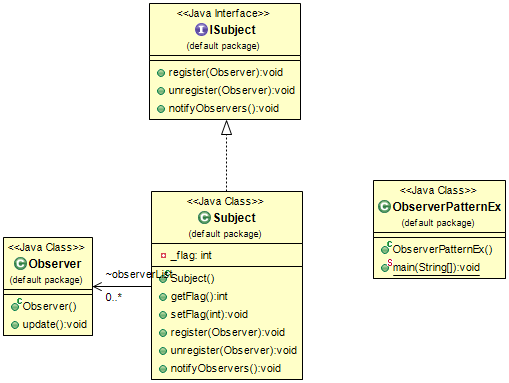 <<Java Interface>>
I ISubject
(default package)
register(Observer):void
unregister(Observer):void
notifyObservers():void
<<Java Class>>
C Subject
(default package)
_flag: int
C Subject()
getFlag():int
setFlag(int):void
register(Observer):void
unregister(Observer):void
notifyObservers():void
<<Java Class>>
C Observer
(default package)
C Observer()
update():void
~observerList
0..*
<<Java Class>>
C ObserverPatternEx
(default package)
C ObserverPatternEx()
S main(String[]):void